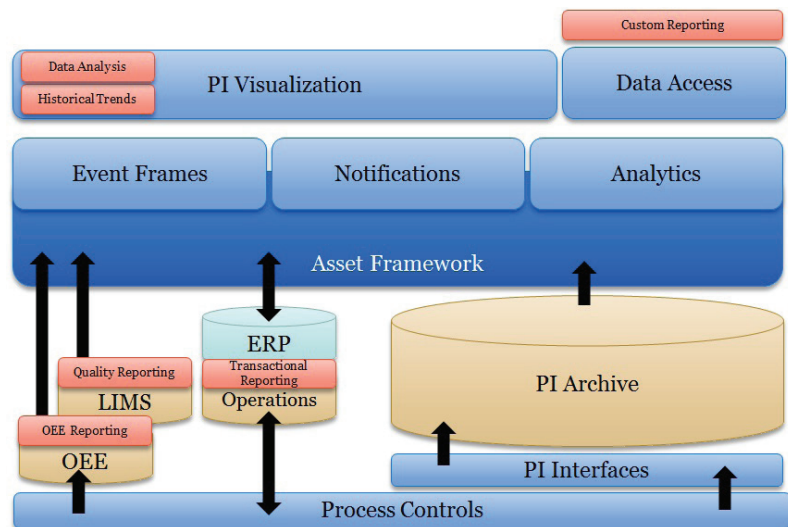 Custom Reporting
Data Analysis
PI Visualization
Data Access
Historical Trends
Event Frames
Notifications
Analytics
Asset Framework
ERP
Quality Reporting
Transactional
Reporting
PI Archive
LIMS
Operations
OEE Reporting
OEE
PI Interfaces
Process Controls